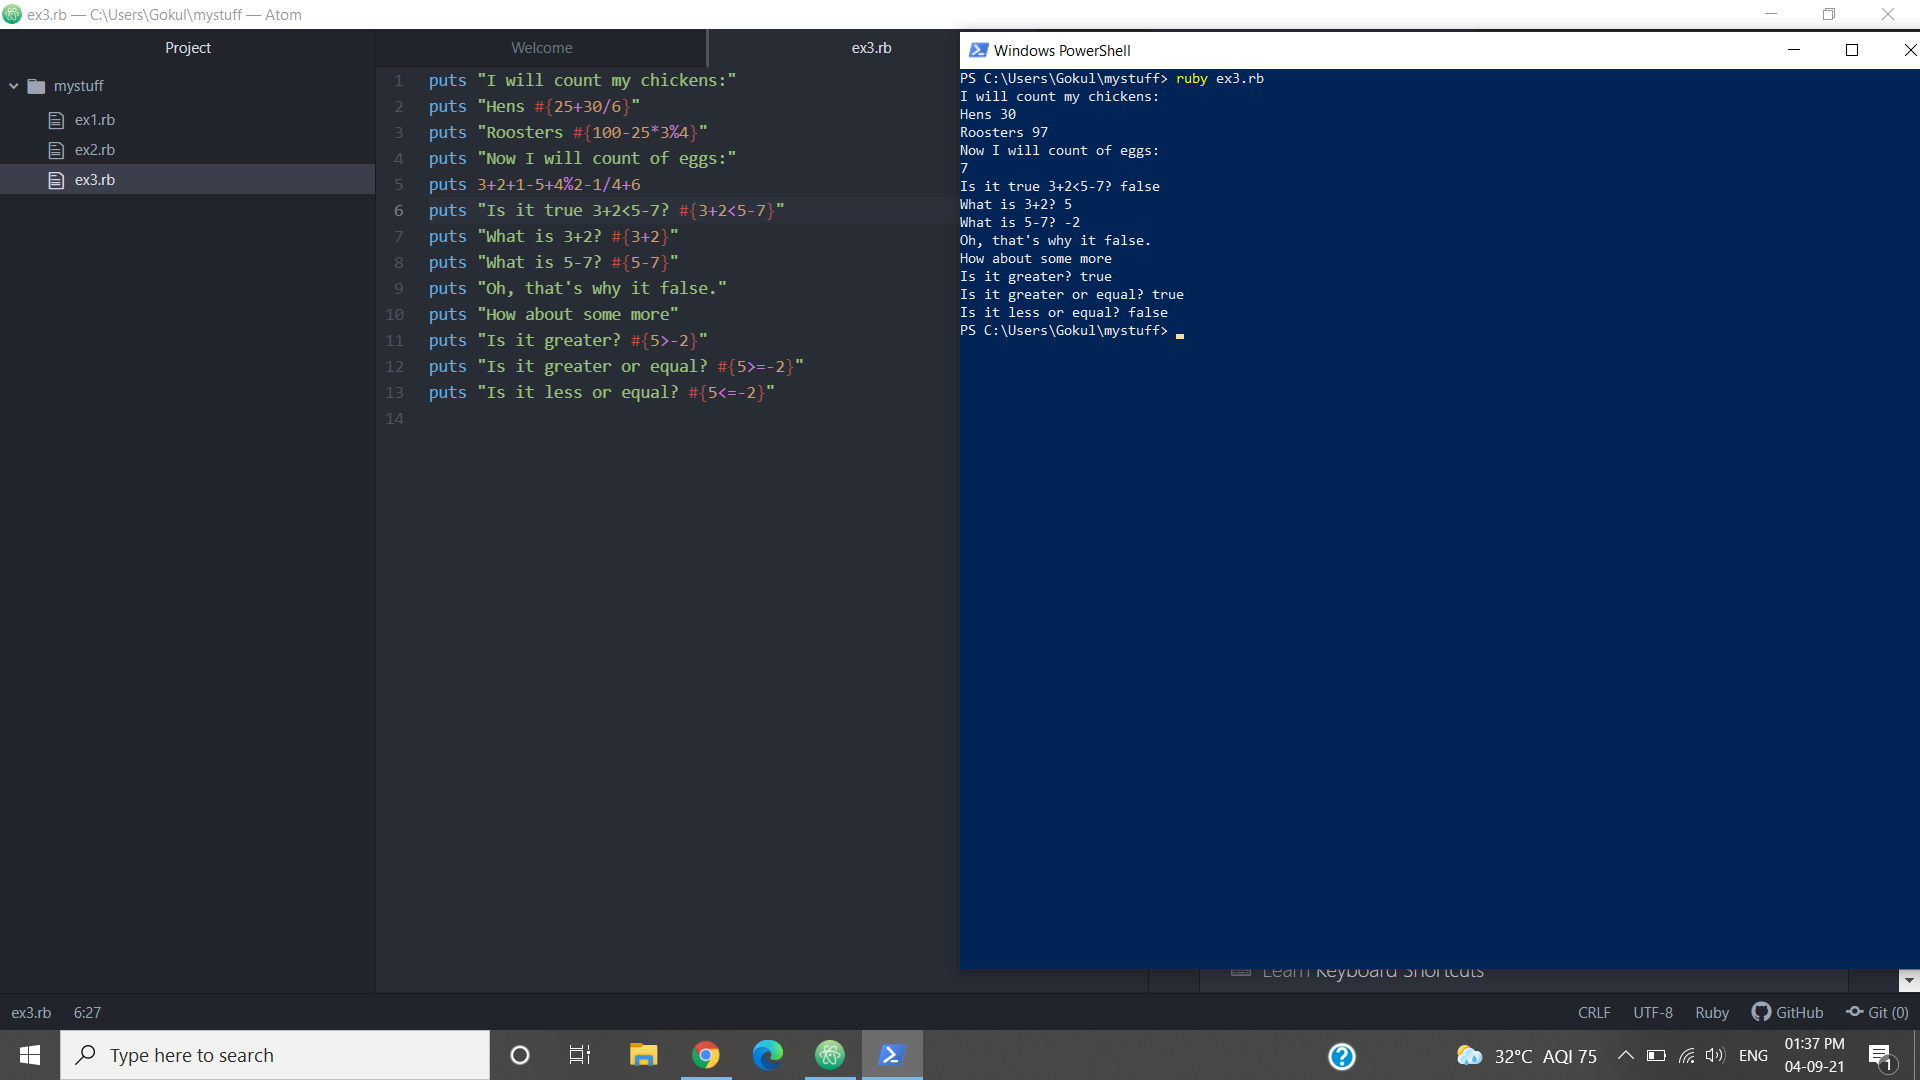 ex3.rb — C:\Users\Gokul\mystuff — Atom
Project
mystuff
ex1.rb
ex2.rb
ex3.rb
Welcome
ex3.rb
1 puts "I will count my chickens:"
2 puts "Hens #{25+30/6}"
3 puts "Roosters #{100-25*3%4}"
4 puts "Now I will count of eggs:"
5 puts 3+2+1-5+4%2-1/4+6
6 puts "Is it true 3+2<5-7? #{3+2<5-7}"
7 puts "What is 3+2? #{3+2}"
8 puts "What is 5-7? #{5-7}"
9 puts "Oh, that's why it false."
10 puts "How about some more"
11 puts "Is it greater? #{5>-2}"
12 puts "Is it greater or equal? #{5>=-2}"
13 puts "Is it less or equal? #{5<=-2}"
14
Windows PowerShell
PS C:\Users\Gokul\mystuff> ruby ex3.rb
I will count my chickens:
Hens 30
Roosters 97
Now I will count of eggs:
7
Is it true 3+2<5-7? false
What is 3+2? 5
What is 5-7? -2
Oh, that's why it false.
How about some more
Is it greater? true
Is it greater or equal? true
Is it less or equal? false
PS C:\Users\Gokul\mystuff>
Learn Keyboard Shortcuts
ex3.rb 6:27
CRLF UTF-8 Ruby GitHub Git (0)
Type here to search
32°C AQI 75
ENG
01:37 PM
04-09-21
1